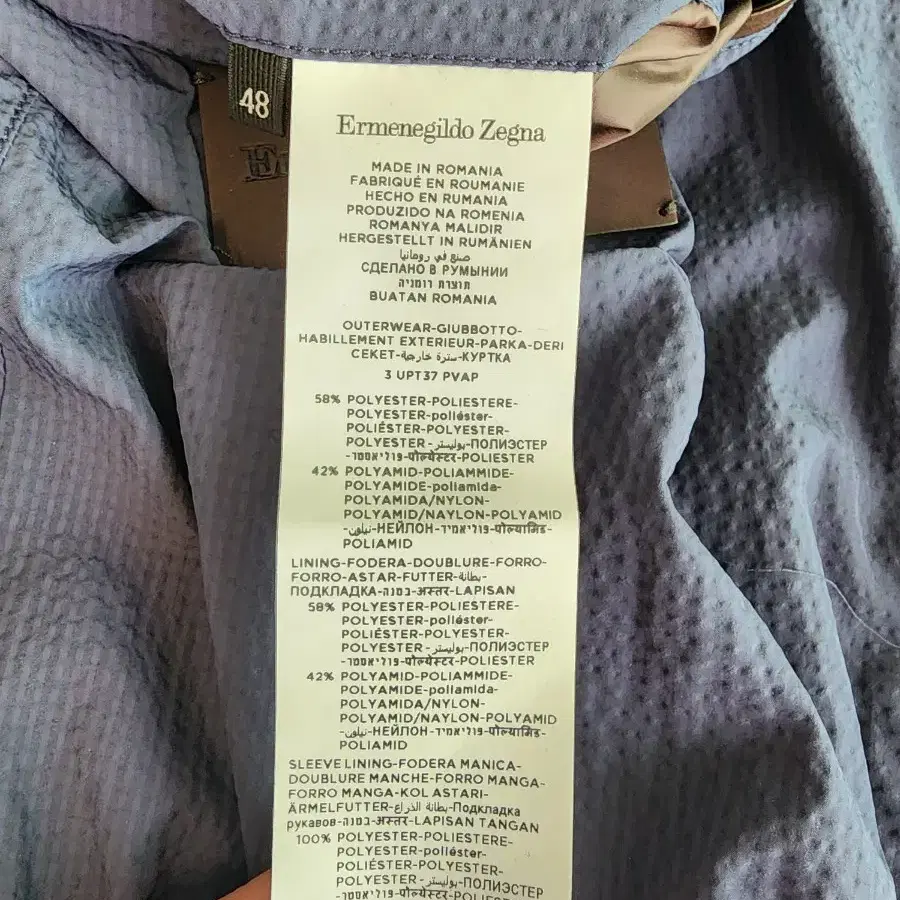 48
Ermenegildo Zegna
MADE IN ROMANIA
FABRIQUÉ EN ROUMANIE
HECHO EN RUMANIA
PRODUZIDO NA ROMENIA
ROMANYA MALIDIR
HERGESTELLT IN RUMÄNIEN
صنع في رومانيا
СДЕЛАНО В РУМЫНИИ
תוצרת רומניה
BUATAN ROMANIA
OUTERWEAR-GIUBBOTTO-
HABILLEMENT EXTERIEUR-PARKA-DERI
CEKET-سترة خارجية-КУРТКА
3 UPT37 PVAP
58% POLYESTER-POLIESTERE-
POLYESTER-poliéster-
POLIÉSTER-POLYESTER-
POLYESTER-بوليستر-ПОЛИЭСТЕР
-פוליאסטר-पोल्येस्टर-POLIESTER
42% POLYAMID-POLIAMMIDE-
POLYAMIDE-poliamida-
POLYAMIDA/NYLON-
POLYAMID/NAYLON-POLYAMID
-نيلون-НЕЙЛОН-פוליאמיד-पोल्यामिड-
POLIAMID
LINING-FODERA-DOUBLURE-FORRO-
FORRO-ASTAR-FUTTER-بطانة-
ПОДКЛАДКА-בטנה-अस्तर-LAPISAN
58% POLYESTER-POLIESTERE-
POLYESTER-poliéster-
POLIÉSTER-POLYESTER-
POLYESTER-بوليستر-ПОЛИЭСТЕР
-פוליאסטר-पोल्येस्टर-POLIESTER
42% POLYAMID-POLIAMMIDE-
POLYAMIDE-poliamida-
POLYAMIDA/NYLON-
POLYAMID/NAYLON-POLYAMID
-نيلون-НЕЙЛОН-פוליאמיד-पोल्यामिड-
POLIAMID
SLEEVE LINING-FODERA MANICA-
DOUBLURE MANCHE-FORRO MANGA-
FORRO MANGA-KOL ASTARI-
ÄRMELFUTTER-بطانة الذراع-Подкладка
рукавов-בטנה-अस्तर-LAPISAN TANGAN
100% POLYESTER-POLIESTERE-
POLYESTER-poliéster-
POLIÉSTER-POLYESTER-
POLYESTER-بوليستر-ПОЛИЭСТЕР
-פוליאסטר-पोल्येस्टर-POLIESTER